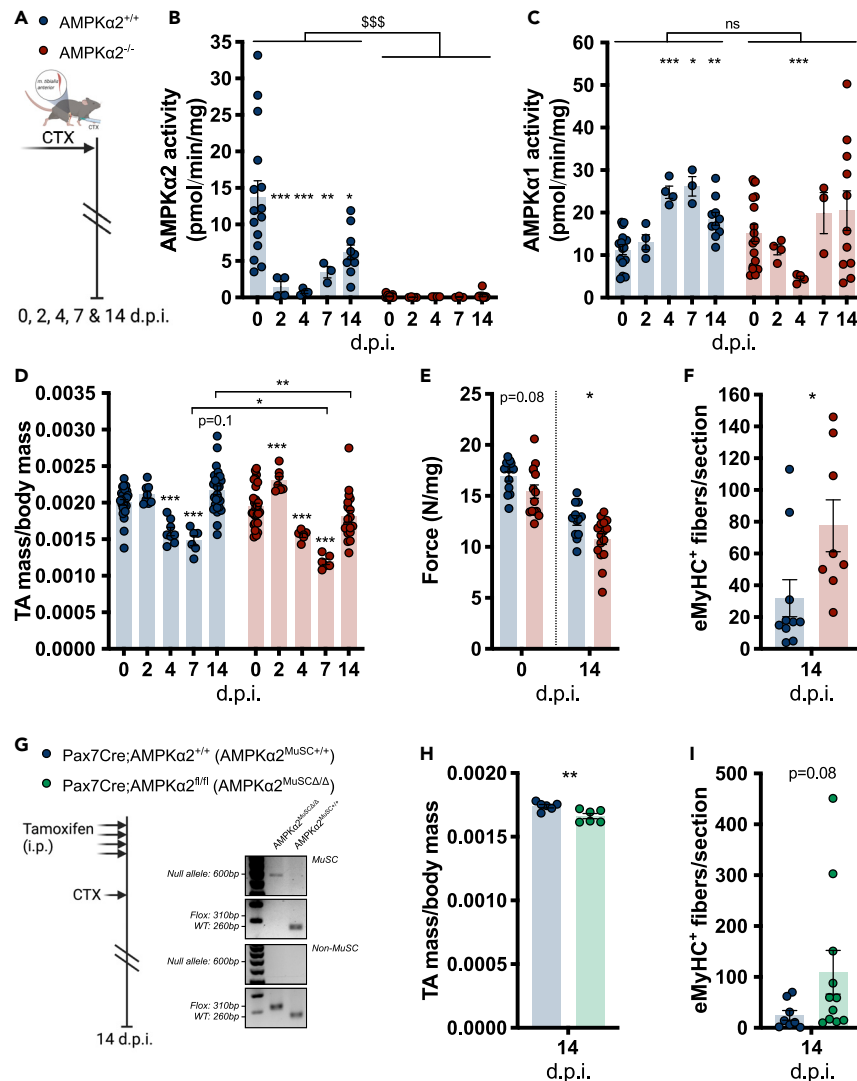 A
AMPKα2+/+
AMPKα2-/-
m. tibialis
anterior
CTX
CTX
0, 2, 4, 7 & 14 d.p.i.
B
$$$
AMPKα2 activity
(pmol/min/mg)
35
30
25
20
15
10
5
0
*** *** ** *
0 2 4 7 14 0 2 4 7 14
d.p.i.
C
ns
AMPKα1 activity
(pmol/min/mg)
60
50
40
30
20
10
0
*** * ** ***
0 2 4 7 14 0 2 4 7 14
d.p.i.
D
TA mass/body mass
0.0035
0.0030
0.0025
0.0020
0.0015
0.0010
0.0005
0.0000
**
*
p=0.1
*** *** *** *** ***
0 2 4 7 14 0 2 4 7 14
d.p.i.
E
Force (N/mg)
25
20
15
10
5
0
p=0.08
*
0 14
d.p.i.
F
eMyHC+ fibers/section
160
140
120
100
80
60
40
20
0
*
14
d.p.i.
G
Pax7Cre;AMPKα2+/+ (AMPKα2MuSC+/+)
Pax7Cre;AMPKα2fl/fl (AMPKα2MuSCΔ/Δ)
Tamoxifen
(i.p.)
CTX
14 d.p.i.
AMPKα2MuSCΔ/Δ
AMPKα2MuSC+/+
MuSC
Null allele: 600bp
Flox: 310bp
WT: 260bp
Non-MuSC
Null allele: 600bp
Flox: 310bp
WT: 260bp
H
TA mass/body mass
0.0020
0.0015
0.0010
0.0005
0.0000
**
14
d.p.i.
I
eMyHC+ fibers/section
500
400
300
200
100
0
p=0.08
14
d.p.i.